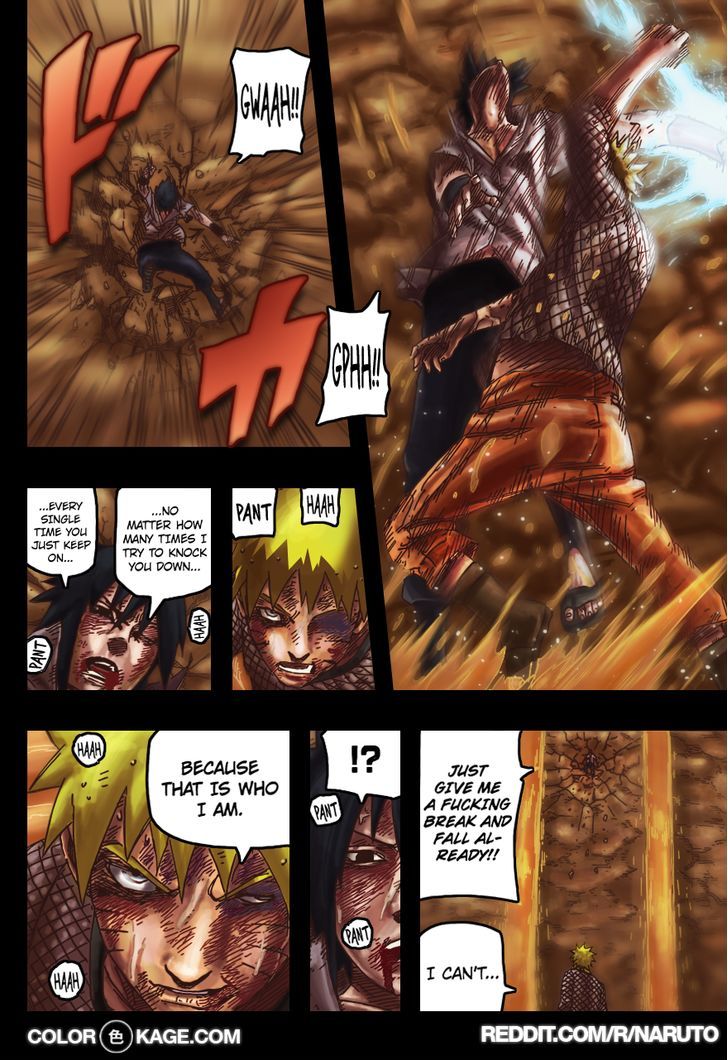 GPHH!!
GWAAH!!
ド
カ
HAAH
PANT
...NO
MATTER HOW
MANY TIMES I
TRY TO KNOCK
YOU DOWN...
...EVERY
SINGLE
TIME YOU
JUST KEEP
ON...
HAAH
PANT
JUST
GIVE ME
A FUCKING
BREAK AND
FALL AL-
READY!!
I CAN'T...
!?
PANT
PANT
BECAUSE
THAT IS WHO
I AM.
HAAH
HAAH
COLOR 色 KAGE.COM
REDDIT.COM/R/NARUTO